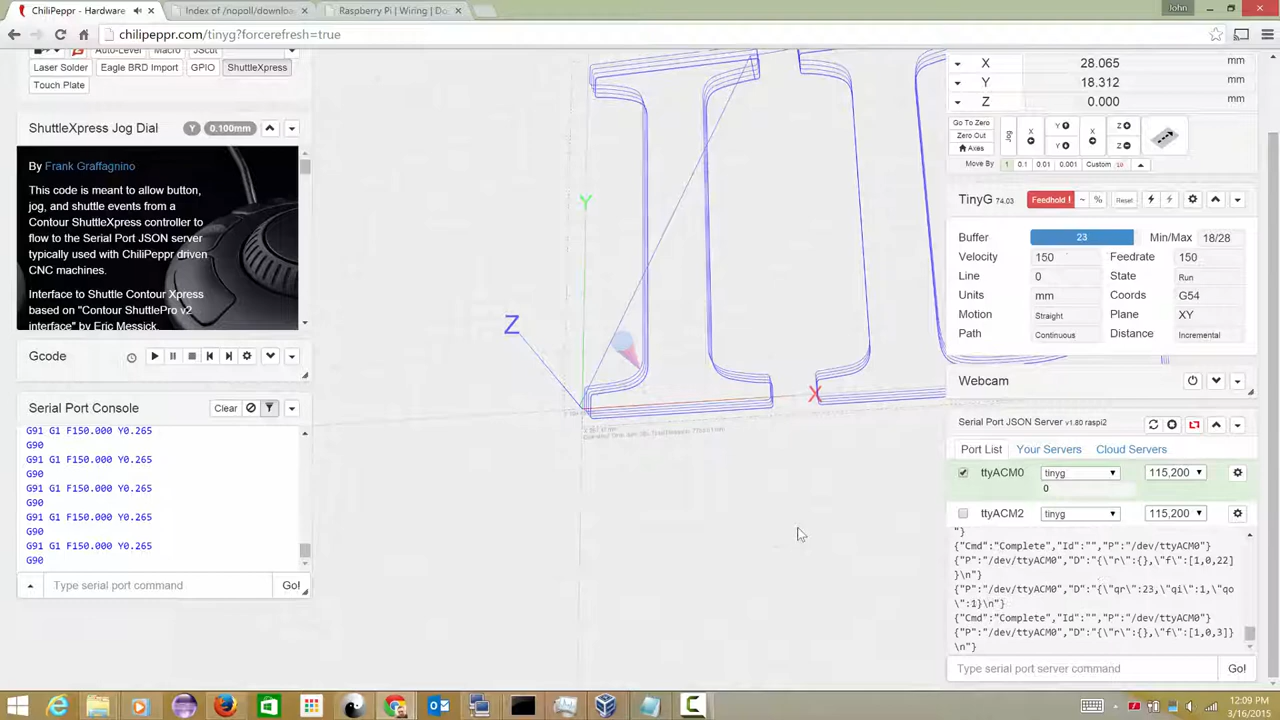 ChiliPeppr - Hardware
Index of /nopoll/downloa
Raspberry Pi | Wiring | Do
John
chilipeppr.com/tinyg?forcerefresh=true
Auto-Level
Macro
JScut
Laser Solder
Eagle BRD Import
GPIO
ShuttleXpress
Touch Plate
ShuttleXpress Jog Dial
Y
0.100mm
By Frank Graffagnino
This code is meant to allow button,
jog, and shuttle events from a
Contour ShuttleXpress controller to
flow to the Serial Port JSON server
typically used with ChiliPeppr driven
CNC machines.
Interface to Shuttle Contour Xpress
based on "Contour ShuttlePro v2
interface" by Eric Messick.
Gcode
Serial Port Console
Clear
G91 G1 F150.000 Y0.265
G90
G91 G1 F150.000 Y0.265
G90
G91 G1 F150.000 Y0.265
G90
G91 G1 F150.000 Y0.265
G90
G91 G1 F150.000 Y0.265
G90
Type serial port command
Go!
Y
Z
X
X 28.065 mm
Y 18.312 mm
Z 0.000 mm
Go To Zero
Zero Out
Axes
Jog
X
Y
Y
X
Z
Z
Move By 1 0.1 0.01 0.001 Custom 10
TinyG 74.03
Feedhold !
~
%
Reset
Buffer 23 Min/Max 18/28
Velocity 150 Feedrate 150
Line 0 State Run
Units mm Coords G54
Motion Straight Plane XY
Path Continuous Distance Incremental
Webcam
Serial Port JSON Server v1.80 raspi2
Port List
Your Servers
Cloud Servers
ttyACM0 tinyg 115,200
0
ttyACM2 tinyg 115,200
"}
{"Cmd":"Complete","Id":"","P":"/dev/ttyACM0"}
{"P":"/dev/ttyACM0","D":"{\"r\":{},\"f\":[1,0,22]
}\n"}
{"P":"/dev/ttyACM0","D":"{\"qr\":23,\"qi\":1,\"qo
\":1}\n"}
{"Cmd":"Complete","Id":"","P":"/dev/ttyACM0"}
{"P":"/dev/ttyACM0","D":"{\"r\":{},\"f\":[1,0,3]}
\n"}
Type serial port server command
Go!
12:09 PM
3/16/2015